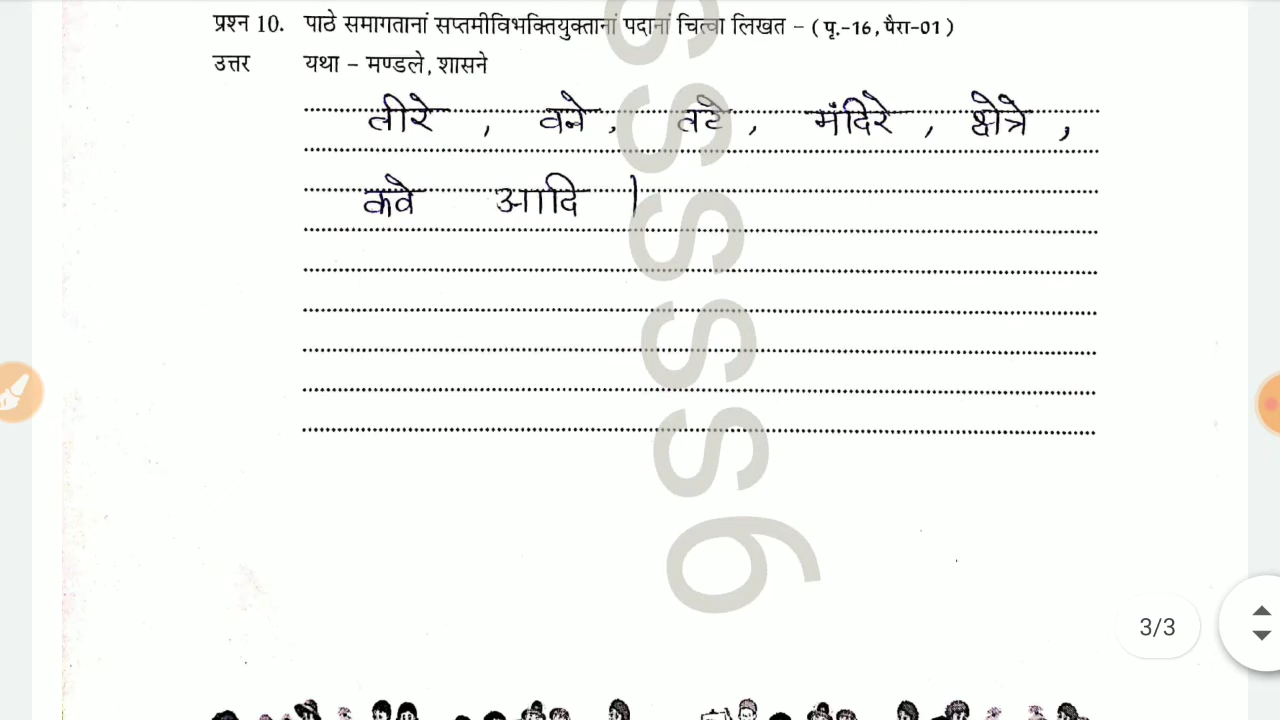 प्रश्न 10. पाठे समागतानां सप्तमीविभक्तियुक्तानां पदानां चित्वा लिखत – ( पृ.-16, पैरा-01 )
उत्तर यथा – मण्डले, शासने
तीरे , वने , तटे , मंदिरे , क्षेत्रे ,
कवे आदि |
3/3